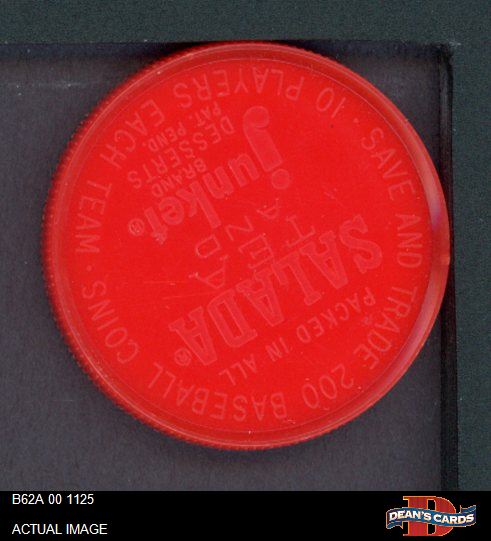 SAVE AND TRADE 200 BASEBALL COINS · 10 PLAYERS EACH TEAM ·
PACKED IN ALL
SALADA®
TEA
AND
junket®
BRAND
DESSERTS
PAT. PEND.
B62A 00 1125
ACTUAL IMAGE
D
DEAN'S CARDS